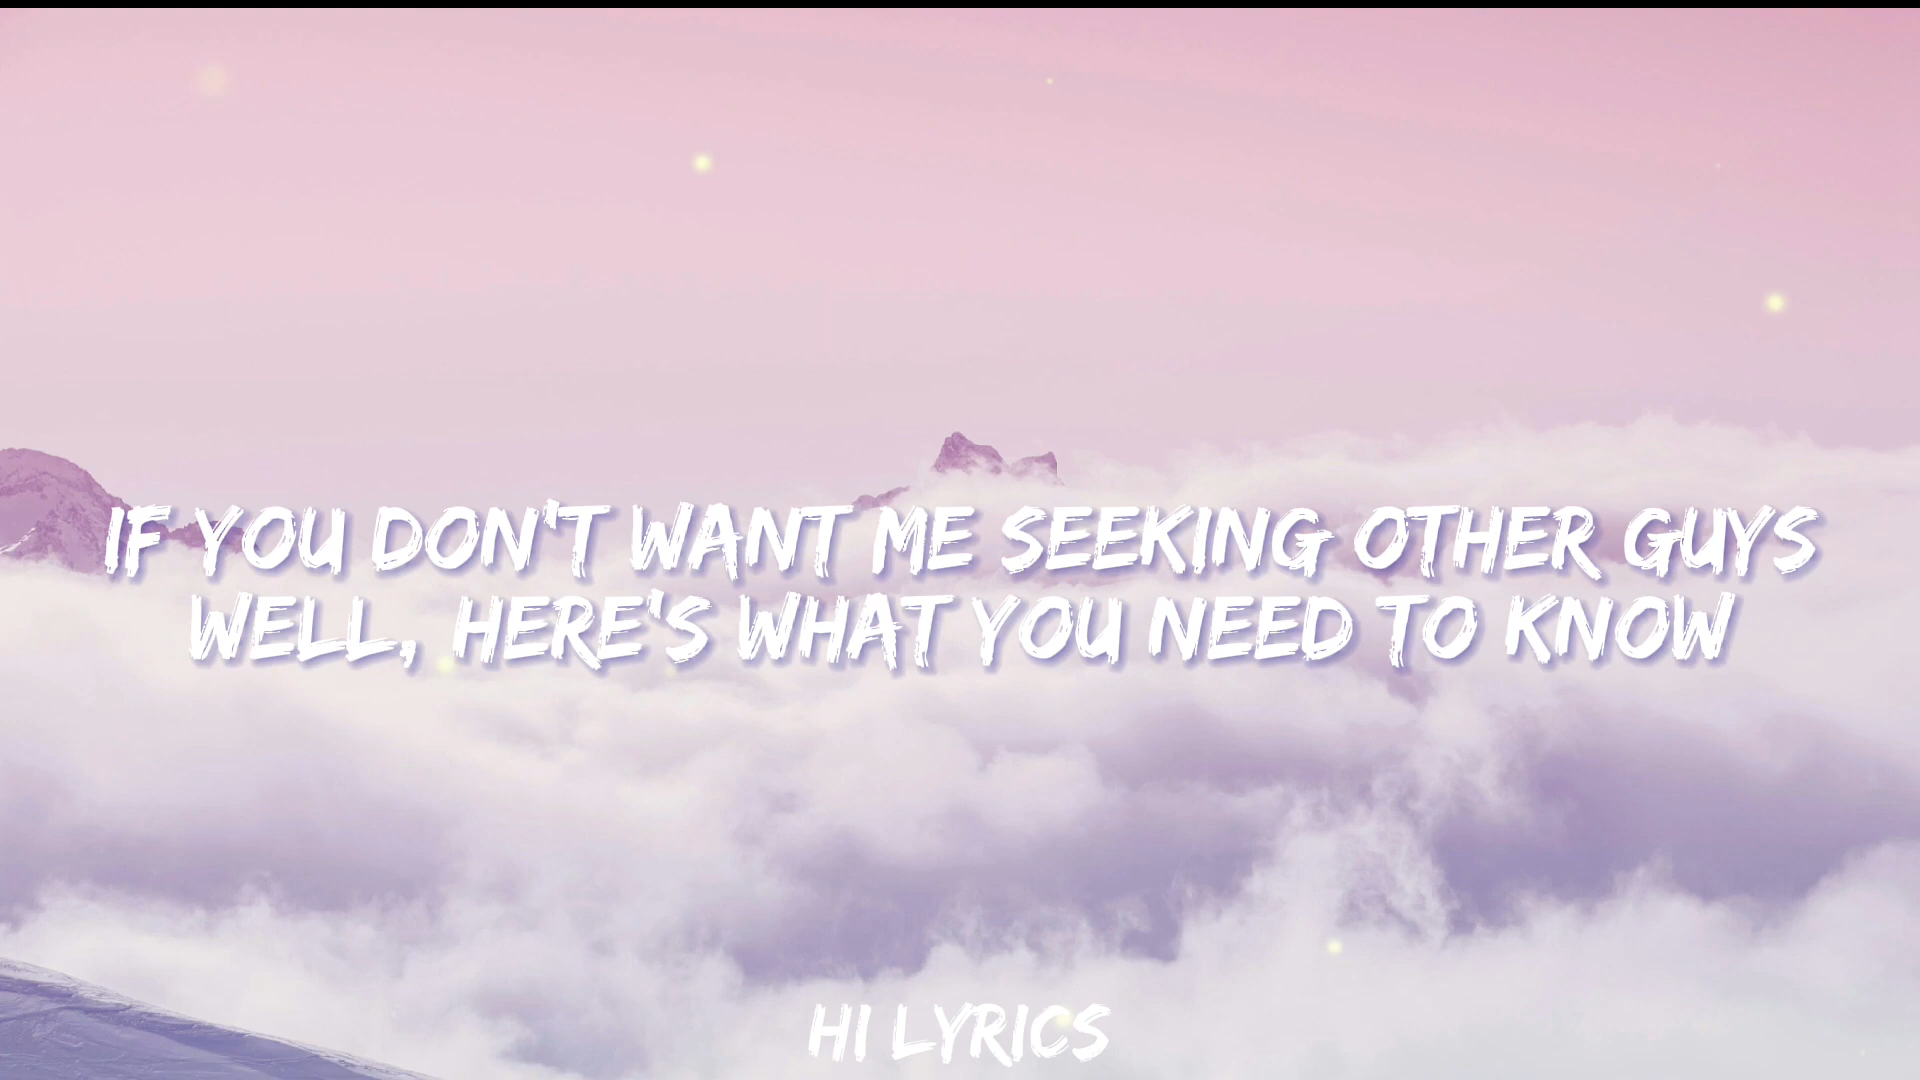 IF YOU DON'T WANT ME SEEKING OTHER GUYS
WELL, HERE'S WHAT YOU NEED TO KNOW
HI LYRICS